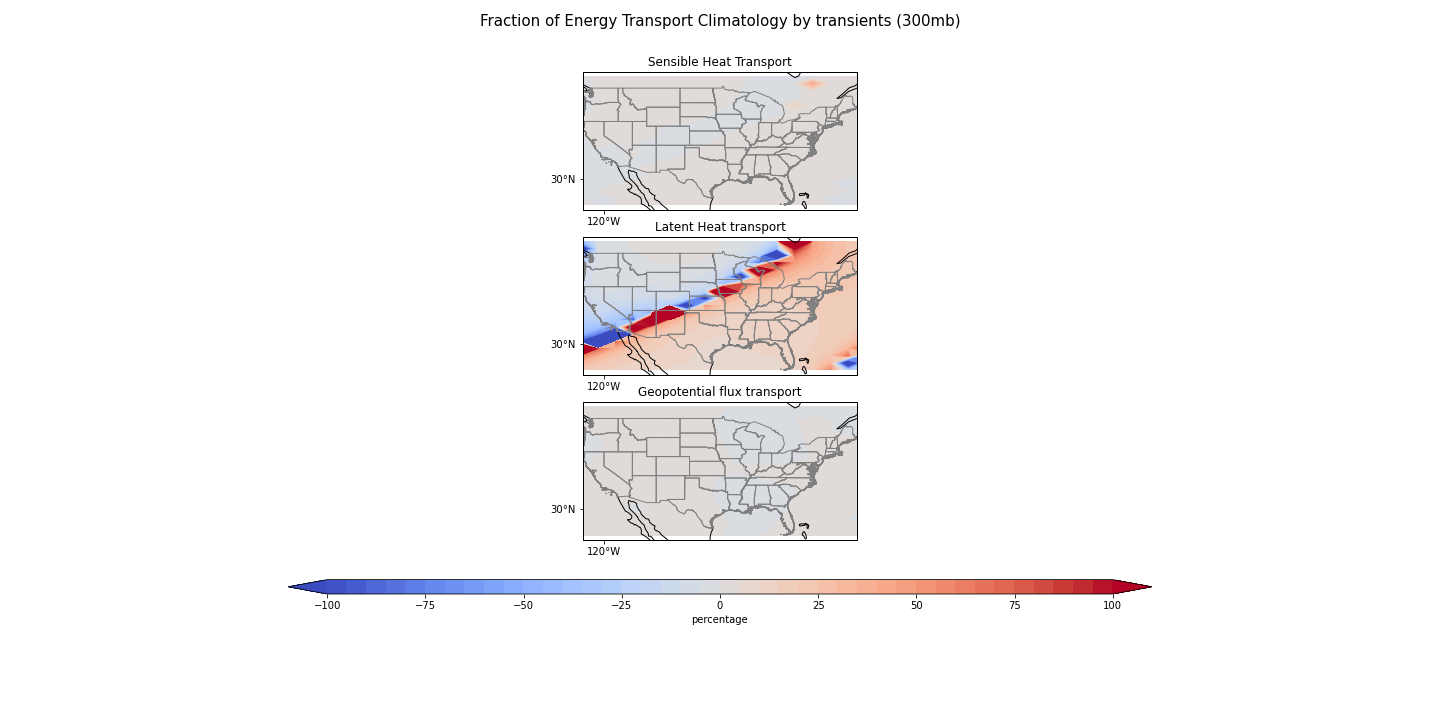 Fraction of Energy Transport Climatology by transients (300mb)
Sensible Heat Transport
30°N
120°W
Latent Heat transport
30°N
120°W
Geopotential flux transport
30°N
120°W
−100 −75 −50 −25 0 25 50 75 100
percentage